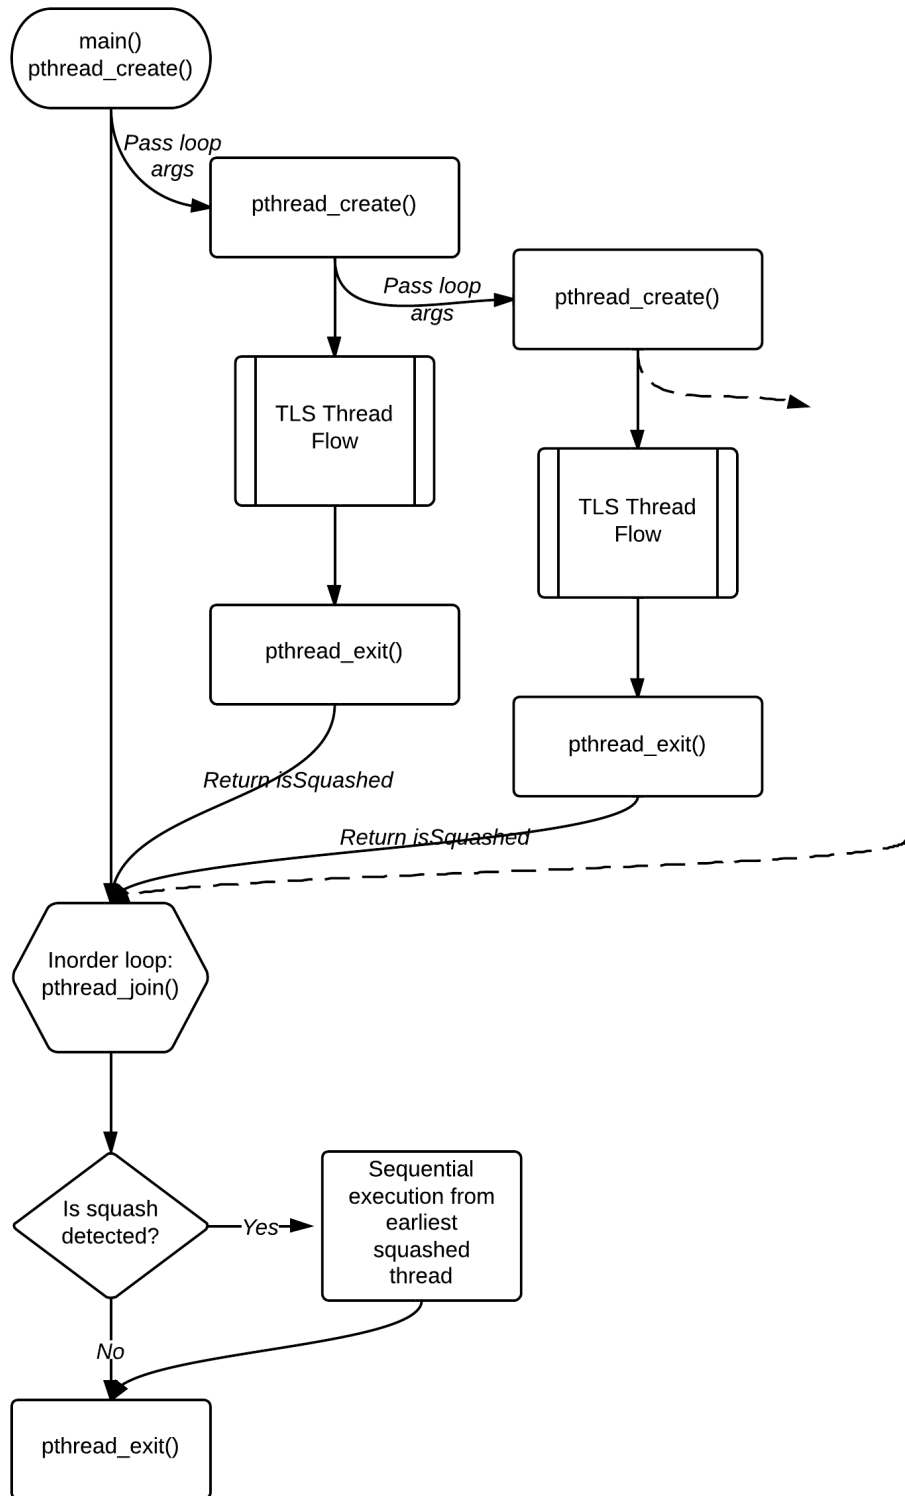 main()
pthread_create()
Pass loop
args
pthread_create()
Pass loop
args
pthread_create()
TLS Thread
Flow
TLS Thread
Flow
pthread_exit()
pthread_exit()
Return isSquashed
Return isSquashed
Inorder loop:
pthread_join()
Is squash
detected?
Yes
Sequential
execution from
earliest
squashed
thread
No
pthread_exit()